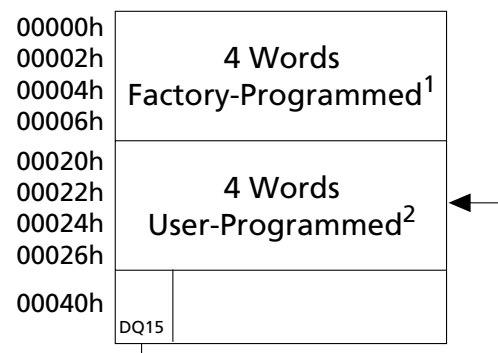 00000h
00002h
00004h
00006h
4 Words
Factory-Programmed1
00020h
00022h
00024h
00026h
4 Words
User-Programmed2
00040h
DQ15